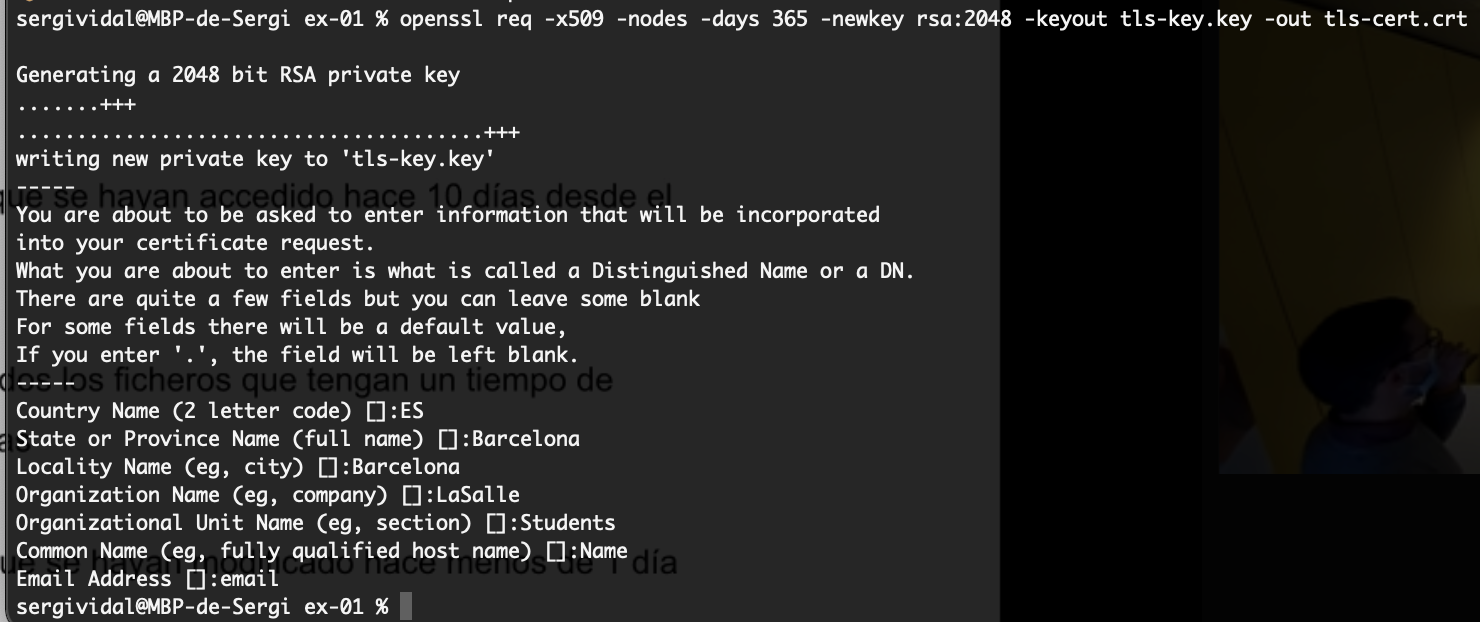 sergividal@MBP-de-Sergi ex-01 % openssl req -x509 -nodes -days 365 -newkey rsa:2048 -keyout tls-key.key -out tls-cert.crt
Generating a 2048 bit RSA private key
.......+++
.......................................+++
writing new private key to 'tls-key.key'
-----
que se hayan accedido hace 10 días desde el
You are about to be asked to enter information that will be incorporated
into your certificate request.
What you are about to enter is what is called a Distinguished Name or a DN.
There are quite a few fields but you can leave some blank
For some fields there will be a default value,
If you enter '.', the field will be left blank.
-----
los ficheros que tengan un tiempo de
Country Name (2 letter code) []:ES
State or Province Name (full name) []:Barcelona
Locality Name (eg, city) []:Barcelona
Organization Name (eg, company) []:LaSalle
Organizational Unit Name (eg, section) []:Students
Common Name (eg, fully qualified host name) []:Name
se hayan modificado hace menos de 1 día
Email Address []:email
sergividal@MBP-de-Sergi ex-01 %